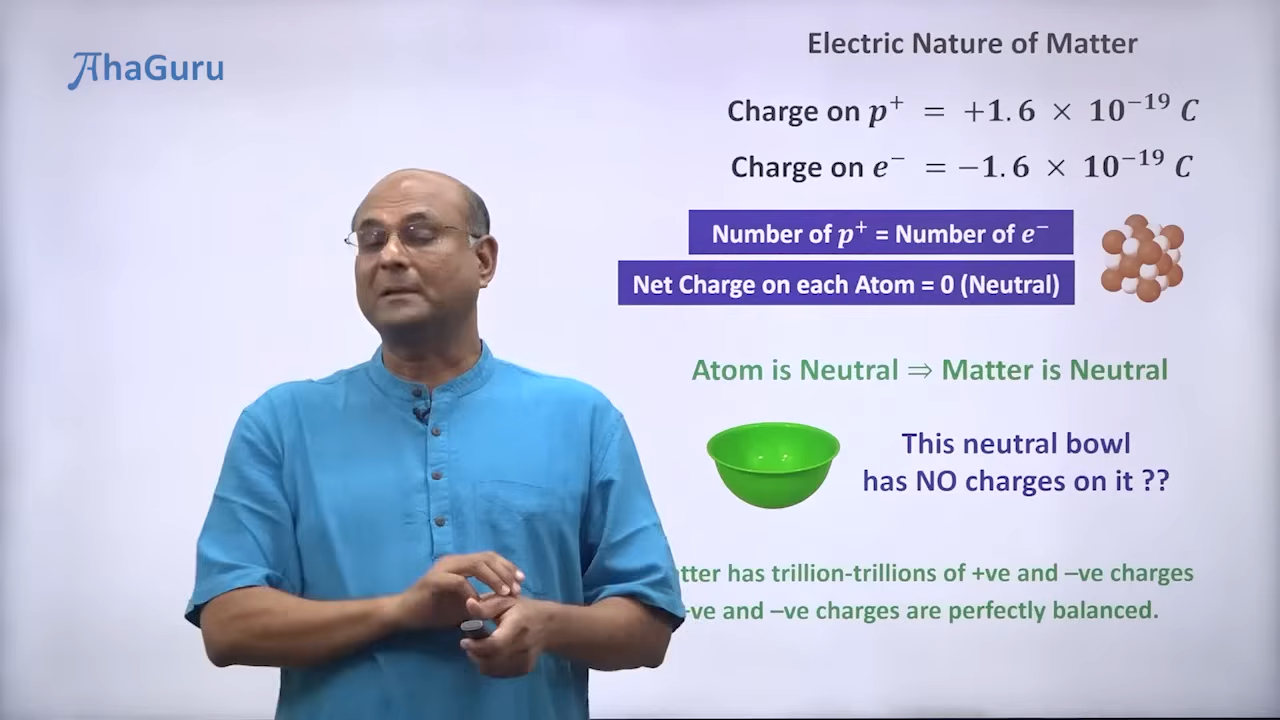 AhaGuru
Electric Nature of Matter
Charge on p⁺ = +1.6 × 10⁻¹⁹ C
Charge on e⁻ = −1.6 × 10⁻¹⁹ C
Number of p⁺ = Number of e⁻
Net Charge on each Atom = 0 (Neutral)
Atom is Neutral ⇒ Matter is Neutral
This neutral bowl
has NO charges on it ??
has trillion-trillions of +ve and –ve charges
-ve and –ve charges are perfectly balanced.